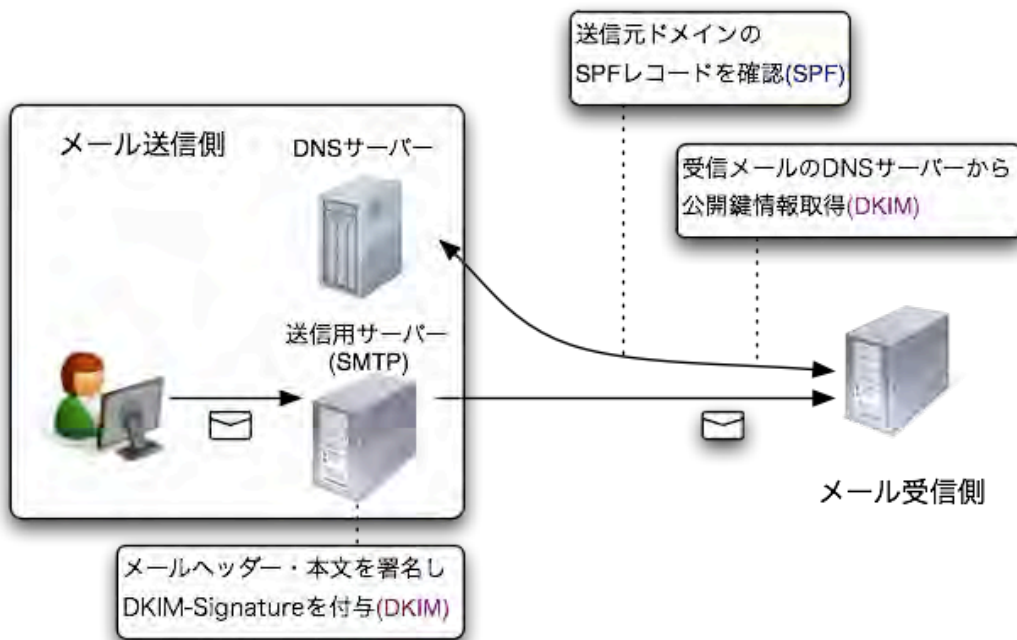 送信元ドメインの
SPFレコードを確認(SPF)
メール送信側
DNSサーバー
受信メールのDNSサーバーから
公開鍵情報取得(DKIM)
送信用サーバー
(SMTP)
メール受信側
メールヘッダー・本文を署名し
DKIM-Signatureを付与(DKIM)